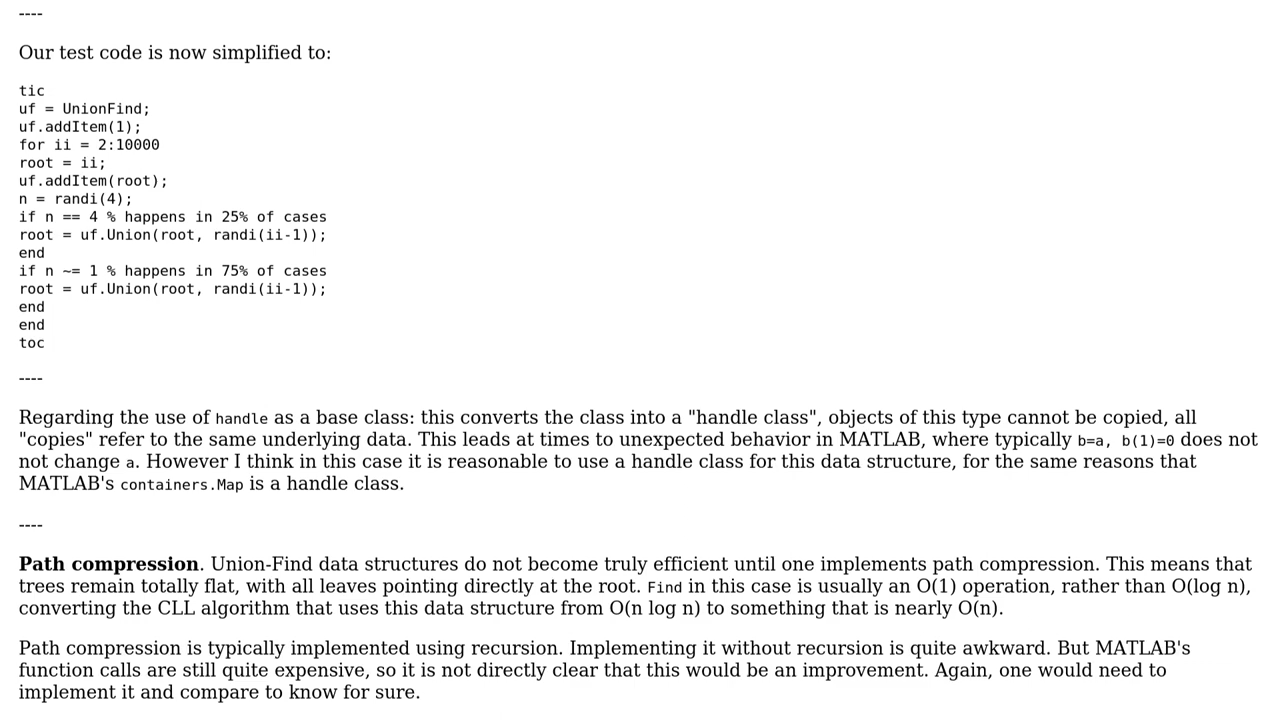 ----
Our test code is now simplified to:
tic
uf = UnionFind;
uf.addItem(1);
for ii = 2:10000
root = ii;
uf.addItem(root);
n = randi(4);
if n == 4 % happens in 25% of cases
root = uf.Union(root, randi(ii-1));
end
if n ~= 1 % happens in 75% of cases
root = uf.Union(root, randi(ii-1));
end
end
toc
----
Regarding the use of handle as a base class: this converts the class into a "handle class", objects of this type cannot be copied, all
"copies" refer to the same underlying data. This leads at times to unexpected behavior in MATLAB, where typically b=a, b(1)=0 does not
not change a. However I think in this case it is reasonable to use a handle class for this data structure, for the same reasons that
MATLAB's containers.Map is a handle class.
----
Path compression. Union-Find data structures do not become truly efficient until one implements path compression. This means that
trees remain totally flat, with all leaves pointing directly at the root. Find in this case is usually an O(1) operation, rather than O(log n),
converting the CLL algorithm that uses this data structure from O(n log n) to something that is nearly O(n).
Path compression is typically implemented using recursion. Implementing it without recursion is quite awkward. But MATLAB's
function calls are still quite expensive, so it is not directly clear that this would be an improvement. Again, one would need to
implement it and compare to know for sure.